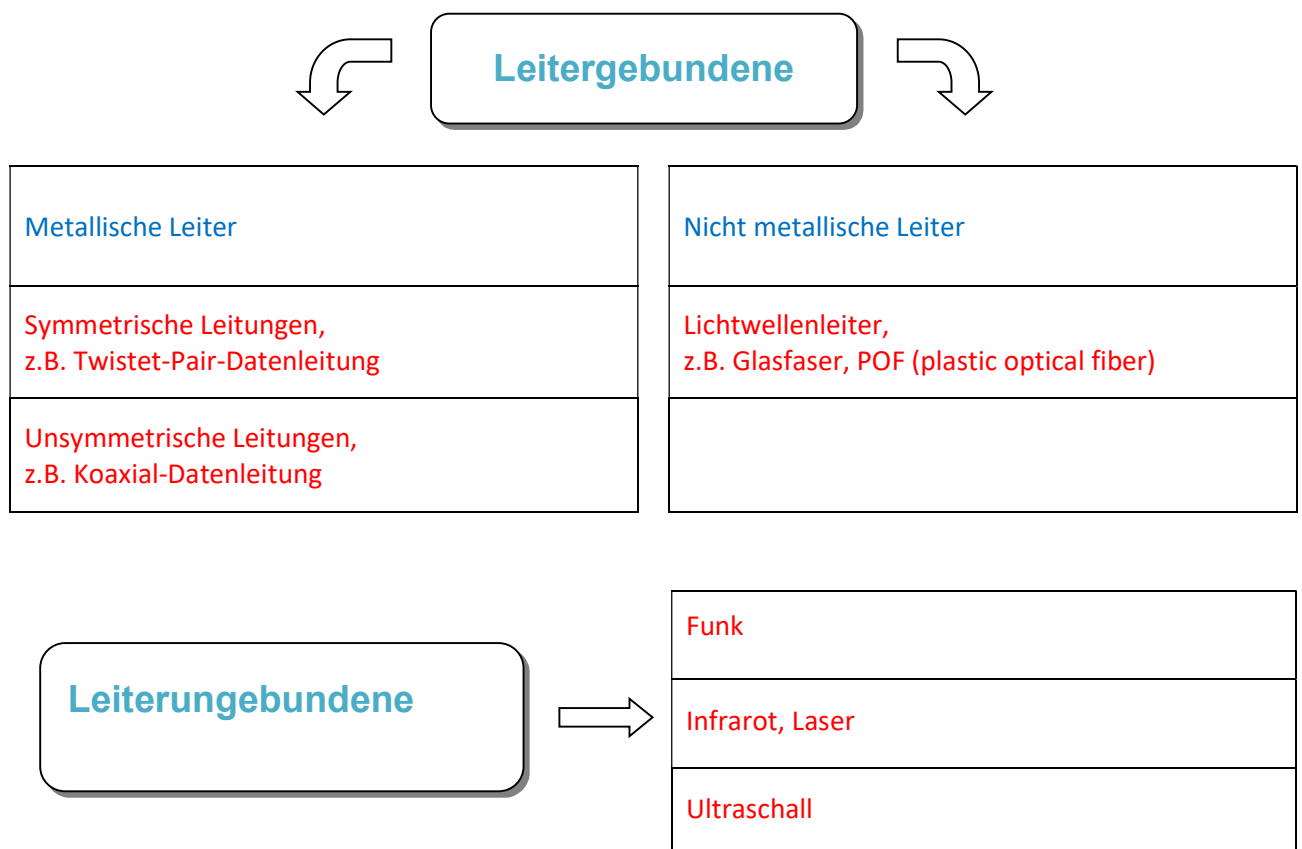 Leitergebundene
Metallische Leiter
Symmetrische Leitungen,
z.B. Twistet-Pair-Datenleitung
Unsymmetrische Leitungen,
z.B. Koaxial-Datenleitung
Nicht metallische Leiter
Lichtwellenleiter,
z.B. Glasfaser, POF (plastic optical fiber)
Leiterungebundene
Funk
Infrarot, Laser
Ultraschall